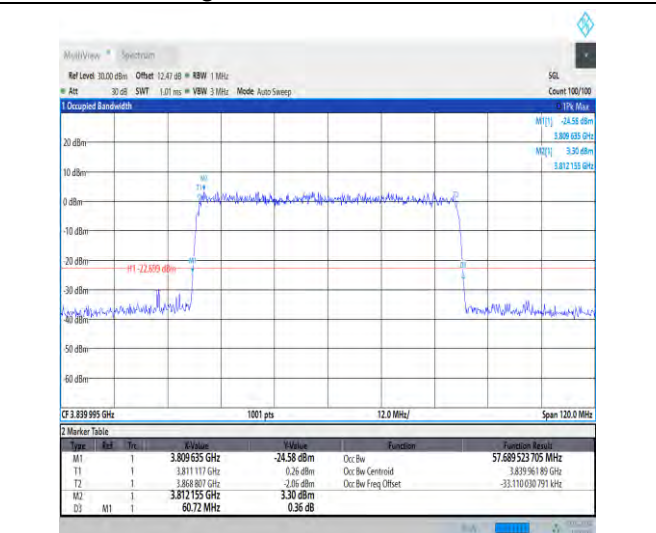 MultiView Spectrum
Ref Level 30.00 dBm Offset 12.47 dB RBW 1 MHz SGL
Att 30 dB SWT 1.01 ms VBW 3 MHz Mode Auto Sweep Count 100/100
1 Occupied Bandwidth 1Pk Max
M1[1] -24.58 dBm
3.809 635 GHz
20 dBm
M2[1] 3.30 dBm
3.812 155 GHz
10 dBm
M2
T1
T2
0 dBm
-10 dBm
-20 dBm
M1
D3
H1 -22.699 dBm
-30 dBm
-40 dBm
-50 dBm
-60 dBm
CF 3.839 995 GHz 1001 pts 12.0 MHz/ Span 120.0 MHz
2 Marker Table
Type Ref Trc X-Value Y-Value Function Function Result
M1 1 3.809 635 GHz -24.58 dBm Occ Bw 57.689 523 705 MHz
T1 1 3.811 117 GHz 0.26 dBm Occ Bw Centroid 3.839 961 89 GHz
T2 1 3.868 807 GHz -2.06 dBm Occ Bw Freq Offset -33.110 030 791 kHz
M2 1 3.812 155 GHz 3.30 dBm
D3 M1 1 60.72 MHz 0.36 dB